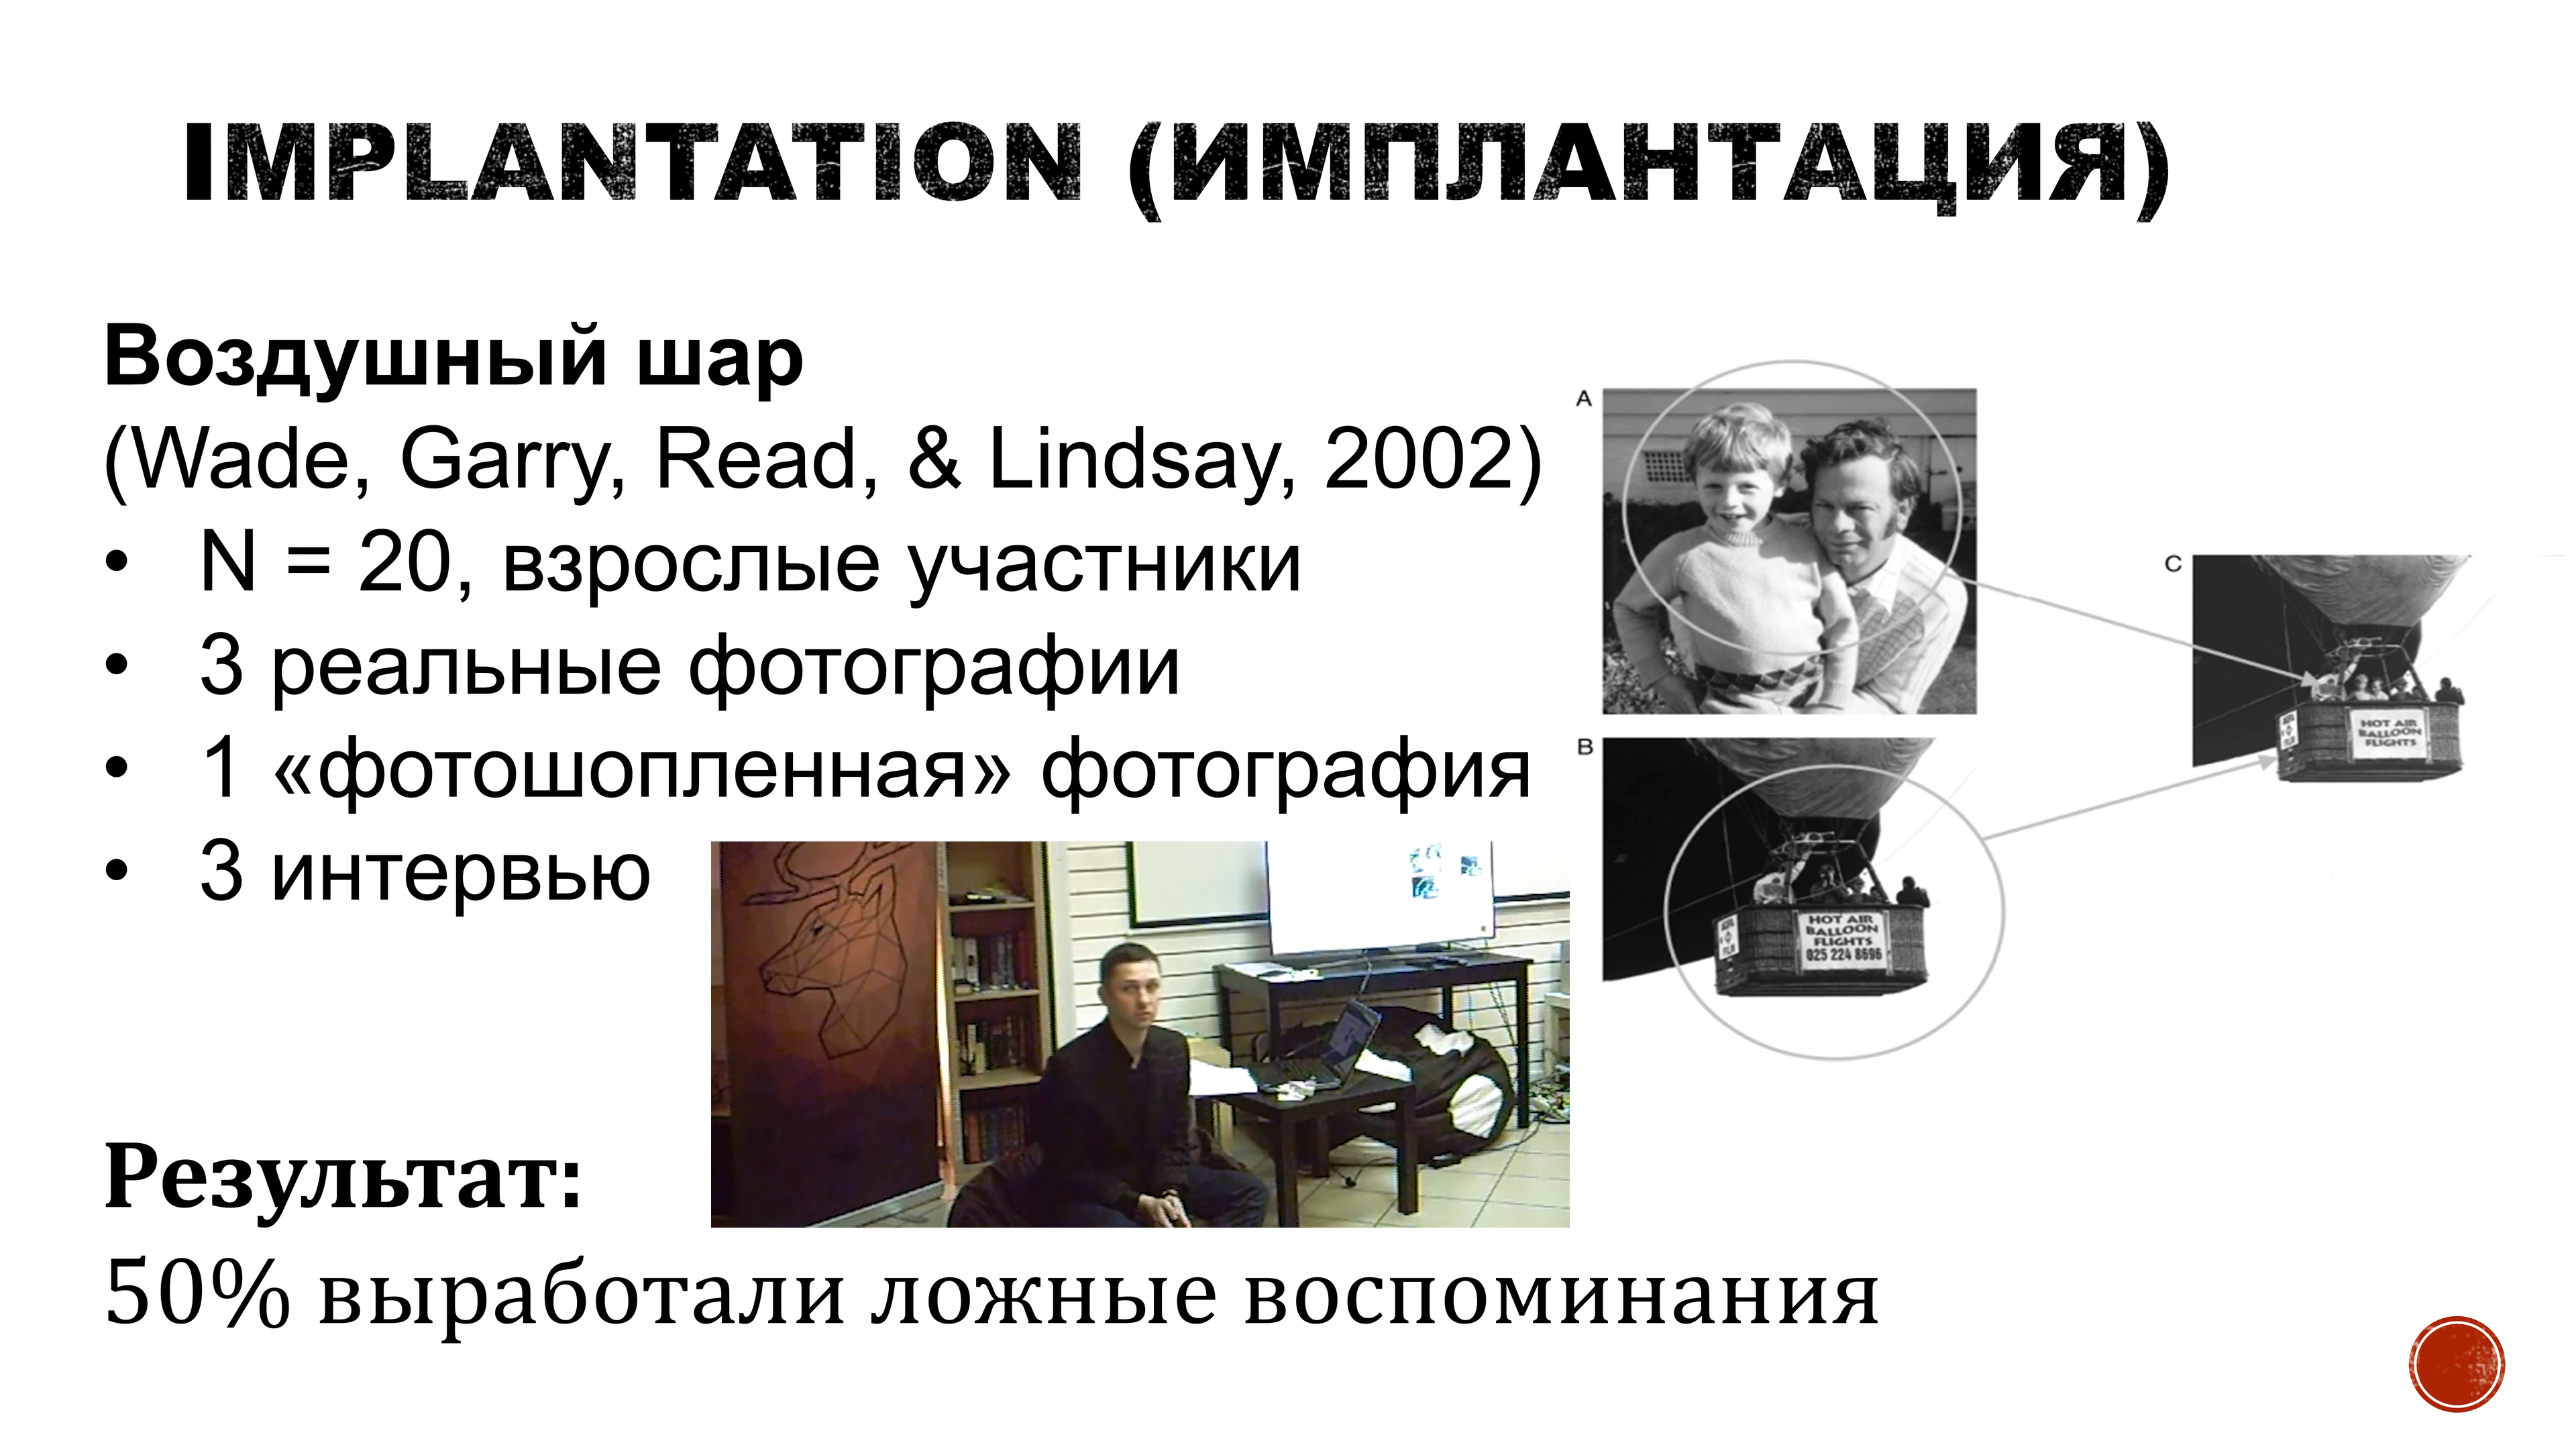 IMPLANTATION (ИМПЛАНТАЦИЯ)
Воздушный шар
(Wade, Garry, Read, & Lindsay, 2002)
• N = 20, взрослые участники
• 3 реальные фотографии
• 1 «фотошопленная» фотография
• 3 интервью
Результат:
50% выработали ложные воспоминания
A
B
HOT AIR
BALLOON
FLIGHTS
025 224 8696
C
HOT AIR
BALLOON
FLIGHTS